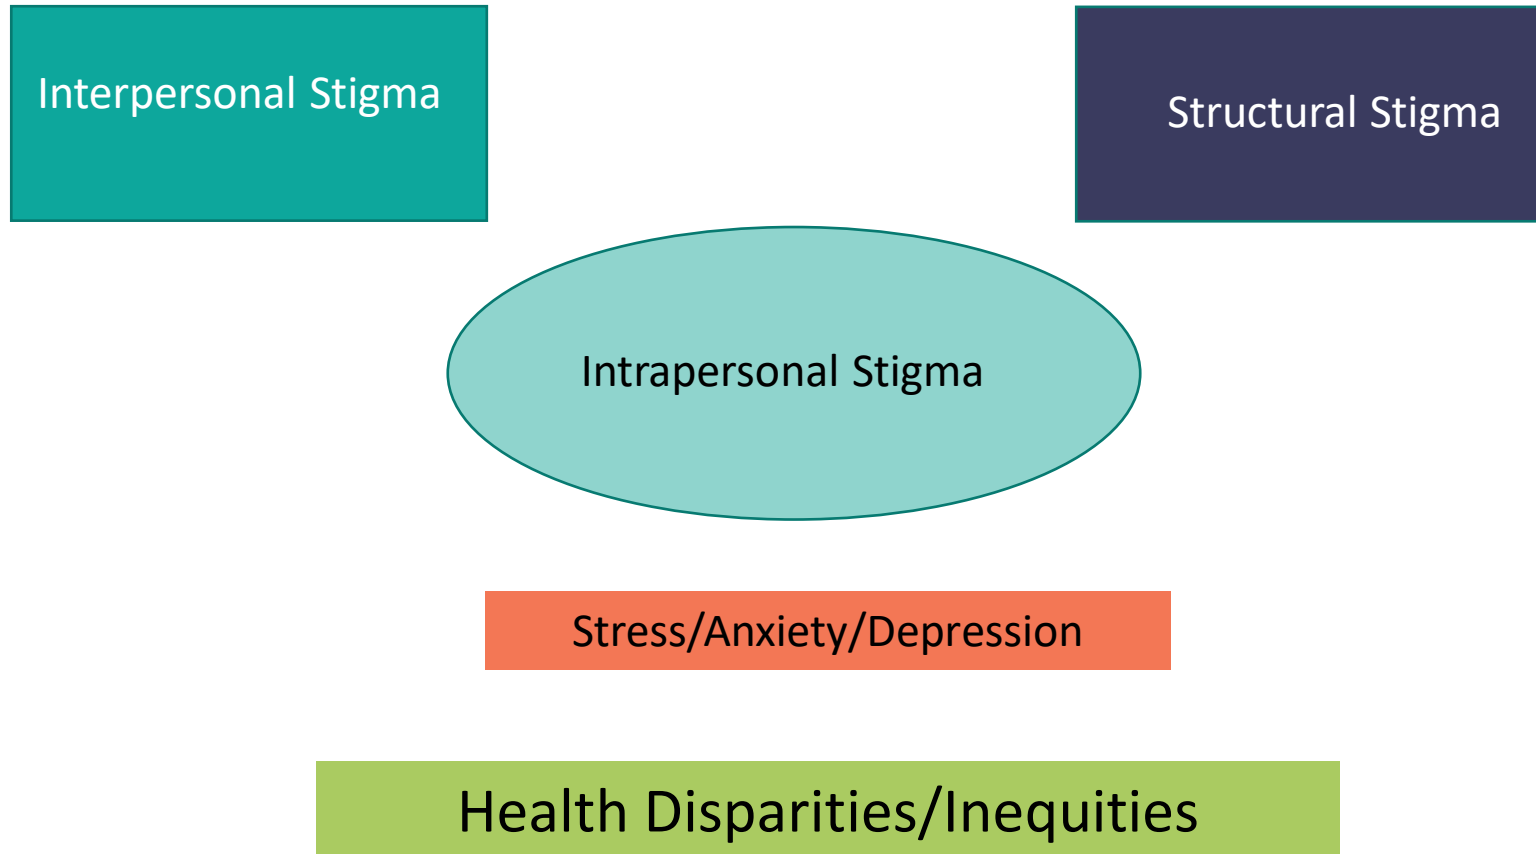 Interpersonal Stigma
Structural Stigma
Intrapersonal Stigma
Stress/Anxiety/Depression
Health Disparities/Inequities